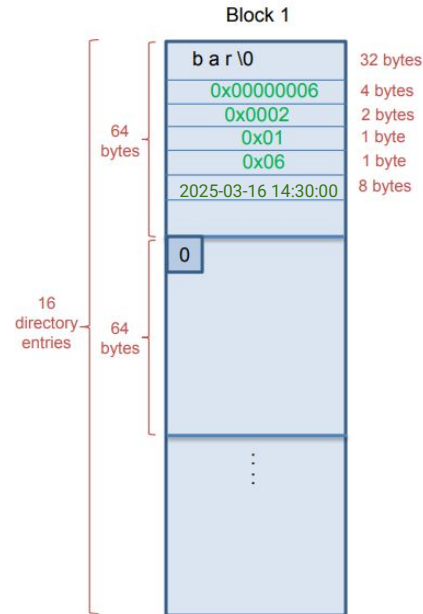 Block 1
b a r \0
32 bytes
0x00000006
4 bytes
0x0002
2 bytes
64
bytes
0x01
1 byte
0x06
1 byte
2025-03-16 14:30:00
8 bytes
0
16
directory
entries
64
bytes